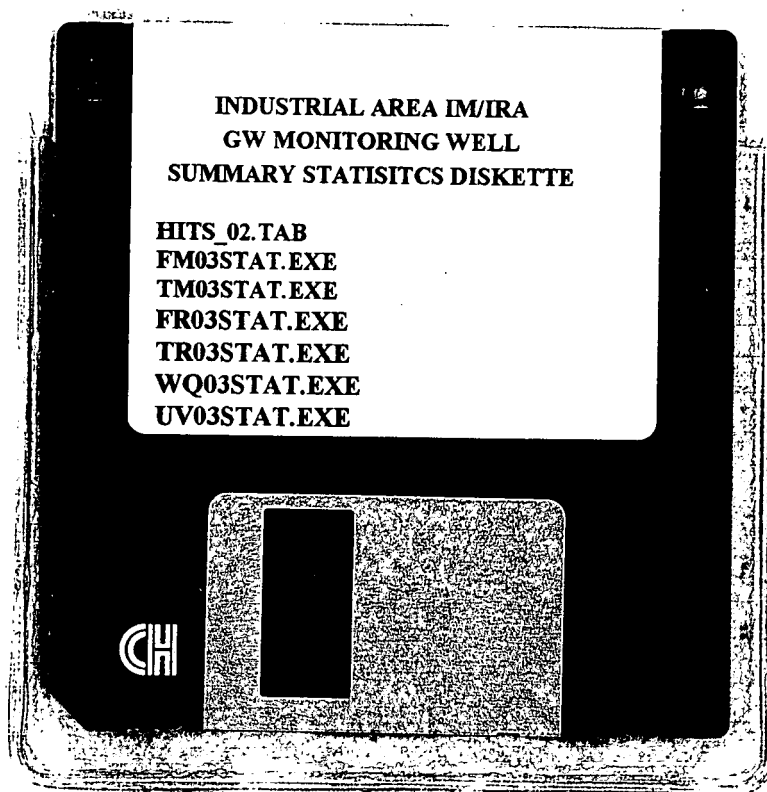 INDUSTRIAL AREA IM/IRA
GW MONITORING WELL
SUMMARY STATISITCS DISKETTE
HITS_02.TAB
FM03STAT.EXE
TM03STAT.EXE
FR03STAT.EXE
TR03STAT.EXE
WQ03STAT.EXE
UV03STAT.EXE
CH